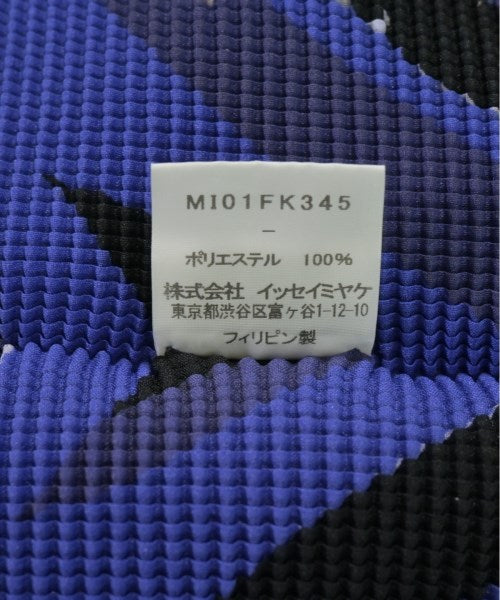 MI01FK345
-
ポリエステル 100%
株式会社 イッセイミヤケ
東京都渋谷区富ヶ谷1-12-10
フィリピン製